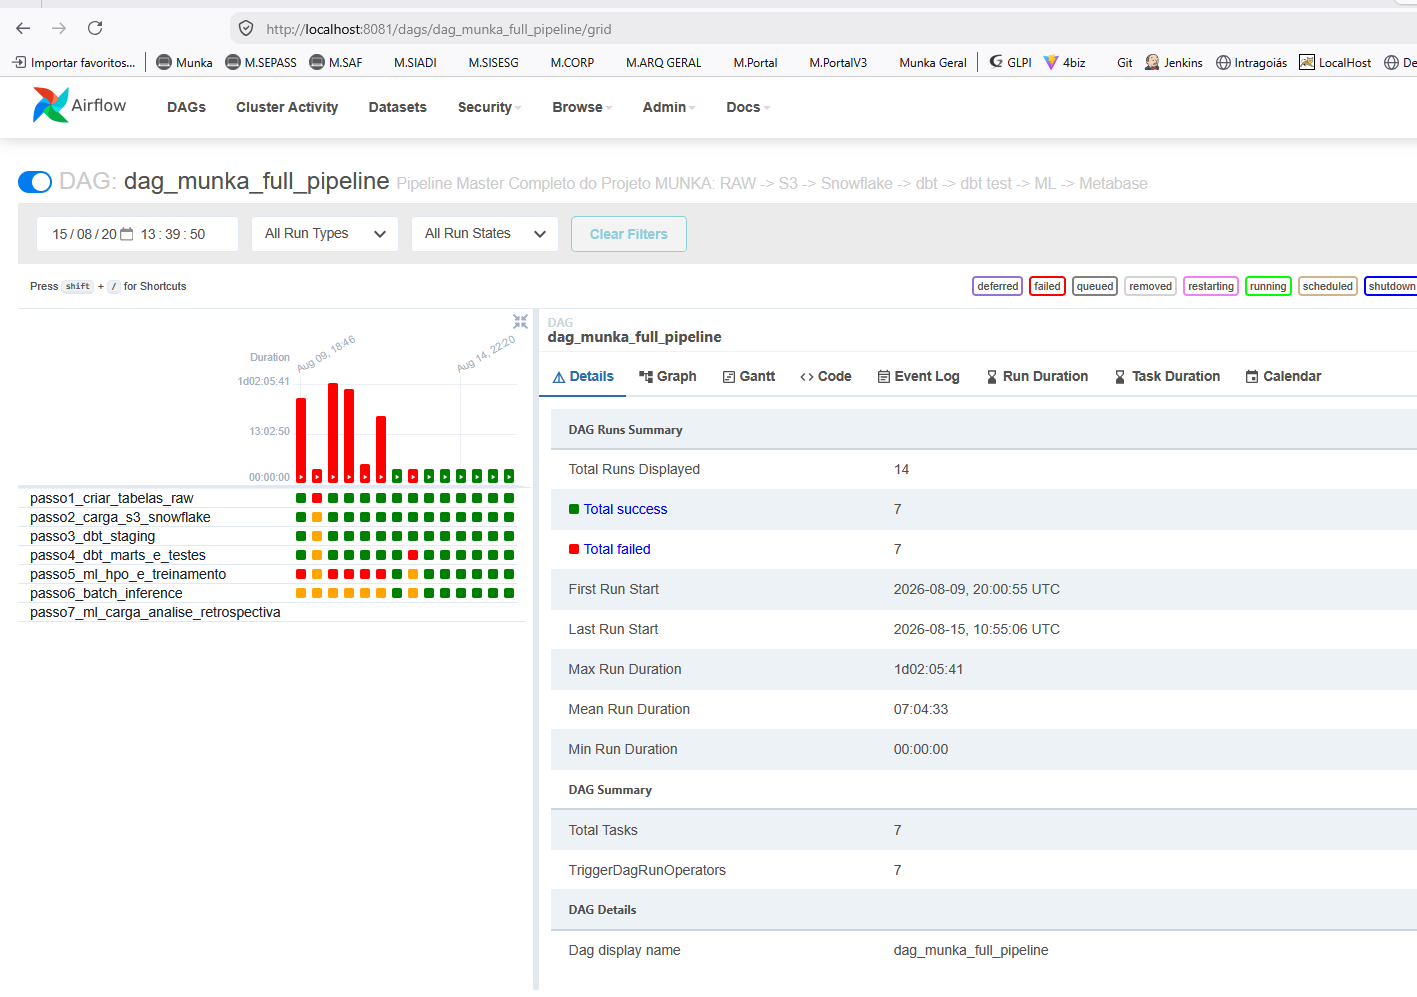 http://localhost:8081/dags/dag_munka_full_pipeline/grid
Importar favoritos... Munka M.SEPASS M.SAF M.SIADI M.SISESG M.CORP M.ARQ GERAL M.Portal M.PortalV3 Munka Geral GLPI 4biz Git Jenkins Intragoiás LocalHost De
Airflow DAGs Cluster Activity Datasets Security Browse Admin Docs
DAG: dag_munka_full_pipeline Pipeline Master Completo do Projeto MUNKA: RAW -> S3 -> Snowflake -> dbt -> dbt test -> ML -> Metabase
15/08/20 13:39:50 All Run Types All Run States Clear Filters
Press shift + / for Shortcuts
deferred failed queued removed restarting running scheduled shutdown
Duration
Aug 09, 18:46
Aug 14, 22:20
1d02:05:41
13:02:50
00:00:00
passo1_criar_tabelas_raw
passo2_carga_s3_snowflake
passo3_dbt_staging
passo4_dbt_marts_e_testes
passo5_ml_hpo_e_treinamento
passo6_batch_inference
passo7_ml_carga_analise_retrospectiva
DAG
dag_munka_full_pipeline
Details Graph Gantt Code Event Log Run Duration Task Duration Calendar
DAG Runs Summary
Total Runs Displayed 14
Total success 7
Total failed 7
First Run Start 2026-08-09, 20:00:55 UTC
Last Run Start 2026-08-15, 10:55:06 UTC
Max Run Duration 1d02:05:41
Mean Run Duration 07:04:33
Min Run Duration 00:00:00
DAG Summary
Total Tasks 7
TriggerDagRunOperators 7
DAG Details
Dag display name dag_munka_full_pipeline